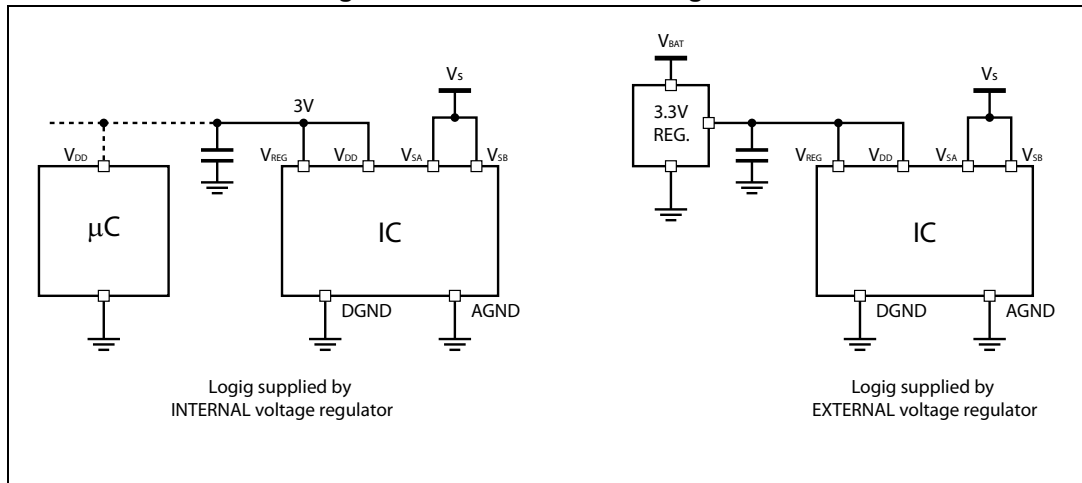 VBAT
Vs
Vs
3V
3.3V
REG.
VDD
VREG
VDD
VSA
VSB
VREG
VDD
VSA
VSB
µC
IC
IC
DGND
AGND
DGND
AGND
Logig supplied by
INTERNAL voltage regulator
Logig supplied by
EXTERNAL voltage regulator